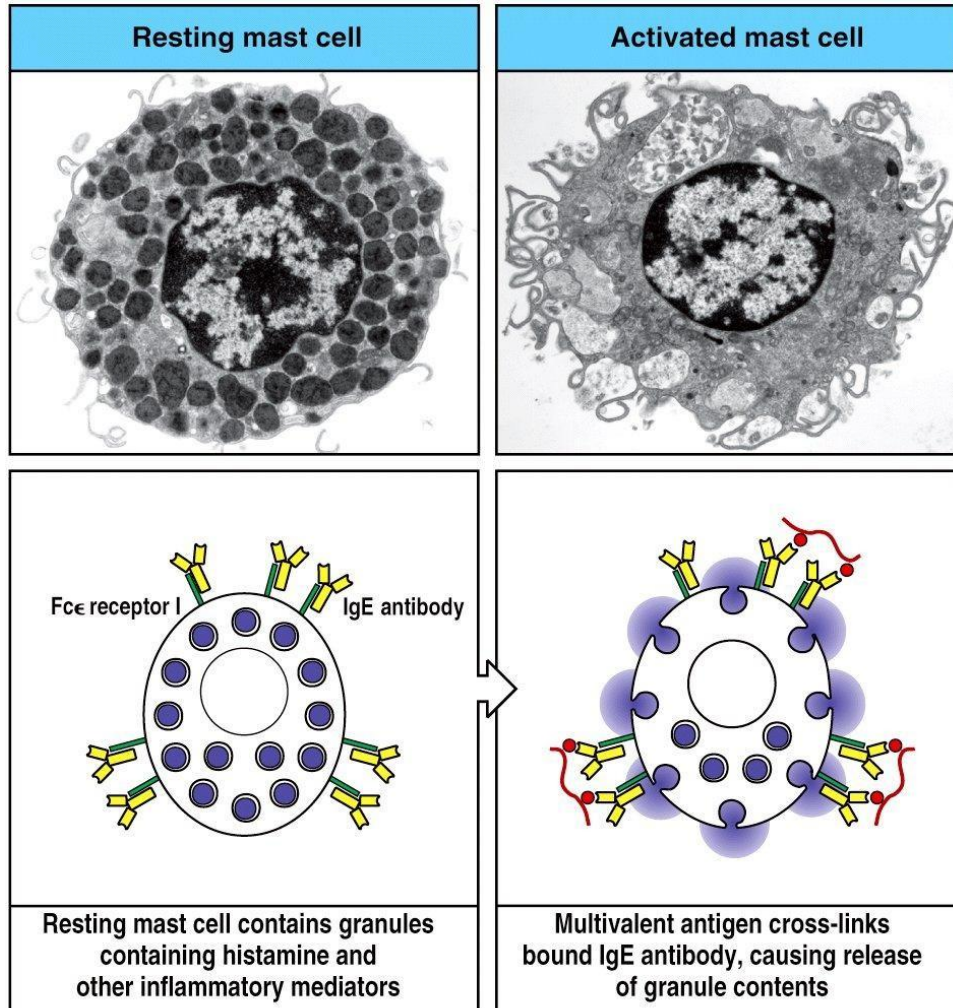 Resting mast cell
Activated mast cell
Fcϵ receptor I
IgE antibody
Resting mast cell contains granules
containing histamine and
other inflammatory mediators
Multivalent antigen cross-links
bound IgE antibody, causing release
of granule contents